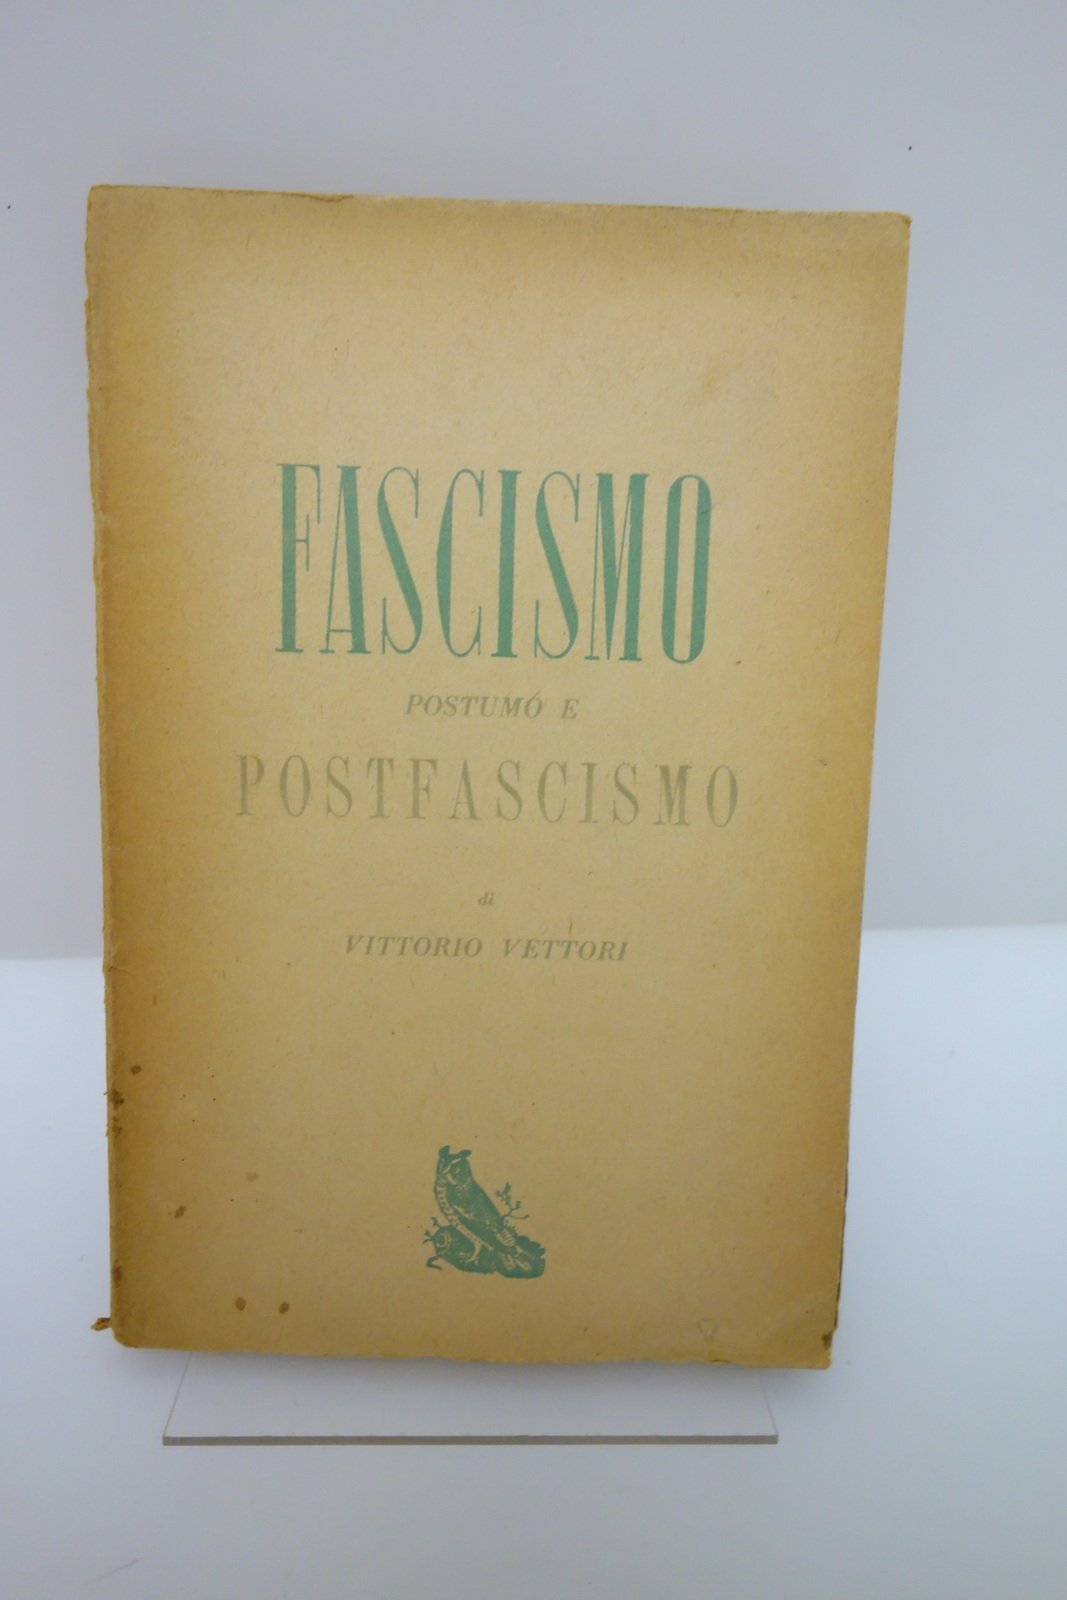 FASCISMO
POSTUMO E
POSTFASCISMO
di
VITTORIO VETTORI